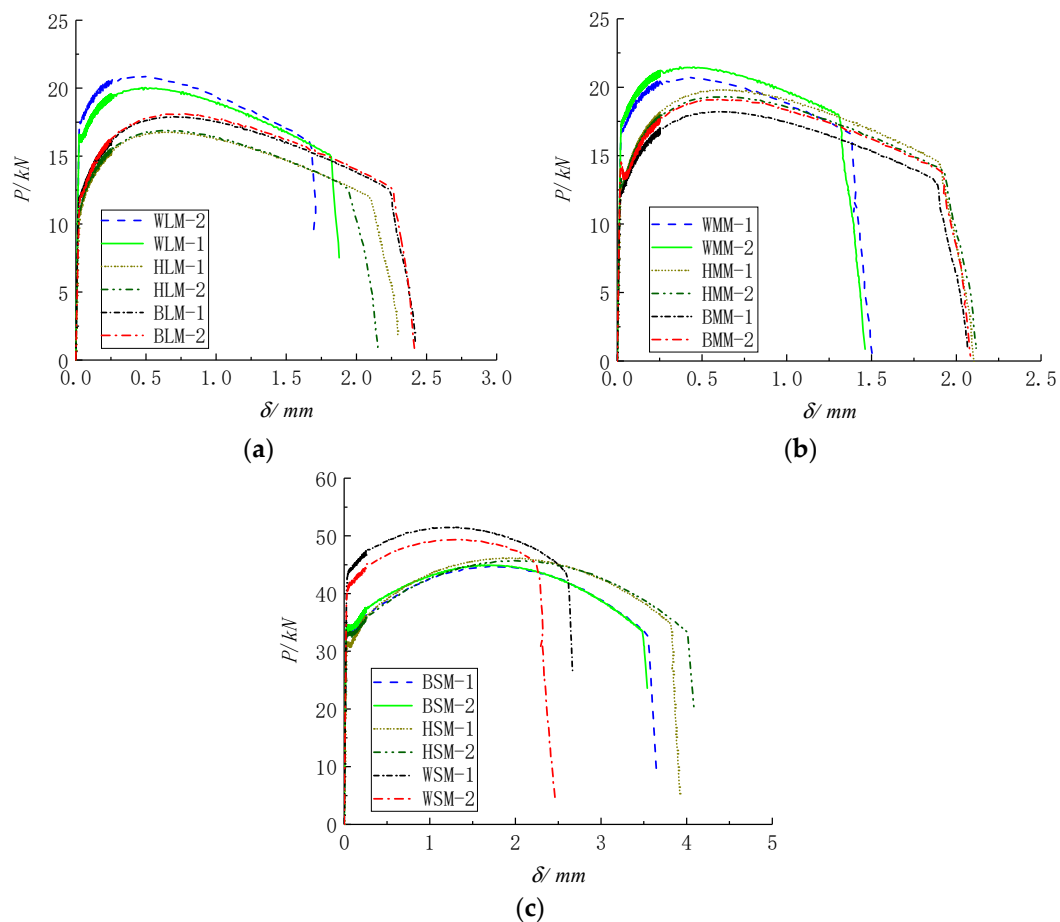 25
20
15
10
5
0
P/kN
WLM-2
WLM-1
HLM-1
HLM-2
BLM-1
BLM-2
0.0 0.5 1.0 1.5 2.0 2.5 3.0
δ/ mm
(a)
25
20
15
10
5
0
P/kN
WMM-1
WMM-2
HMM-1
HMM-2
BMM-1
BMM-2
0.0 0.5 1.0 1.5 2.0 2.5
δ/ mm
(b)
60
50
40
30
20
10
0
P/kN
BSM-1
BSM-2
HSM-1
HSM-2
WSM-1
WSM-2
0 1 2 3 4 5
δ/ mm
(c)